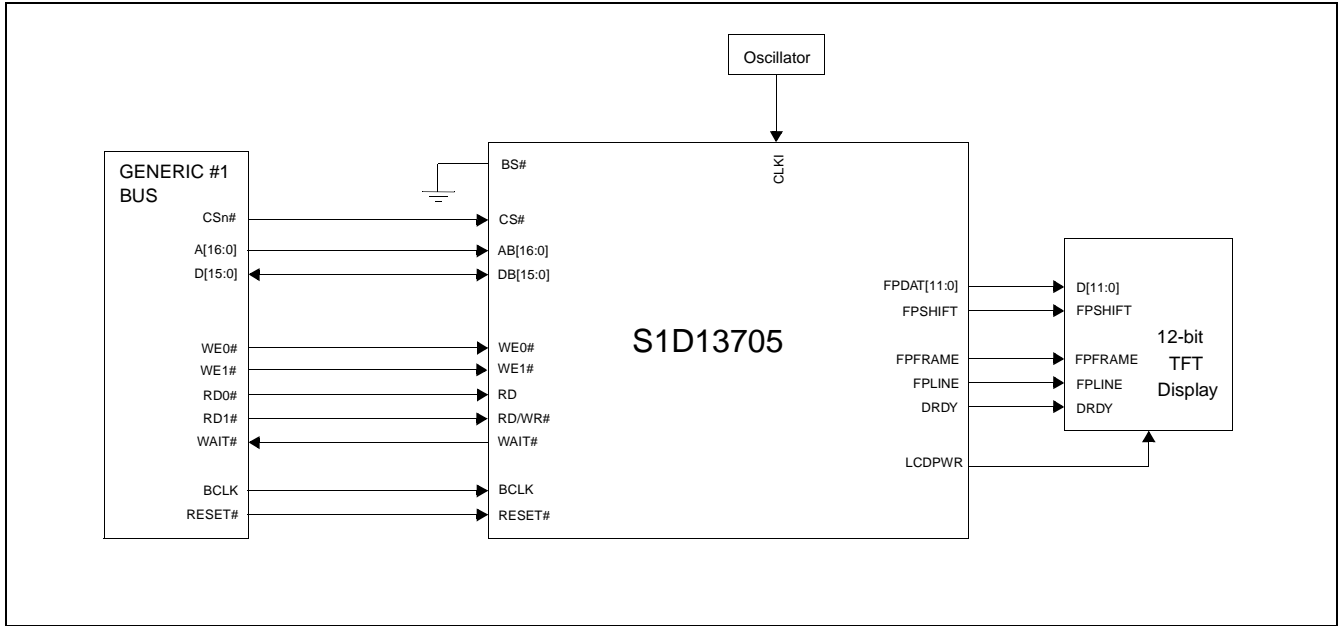 Oscillator
CLKI
GENERIC #1
BUS
CSn#
A[16:0]
D[15:0]
WE0#
WE1#
RD0#
RD1#
WAIT#
BCLK
RESET#
BS#
CS#
AB[16:0]
DB[15:0]
WE0#
WE1#
RD
RD/WR#
WAIT#
BCLK
RESET#
S1D13705
FPDAT[11:0]
FPSHIFT
FPFRAME
FPLINE
DRDY
LCDPWR
D[11:0]
FPSHIFT
FPFRAME
FPLINE
DRDY
12-bit
TFT
Display